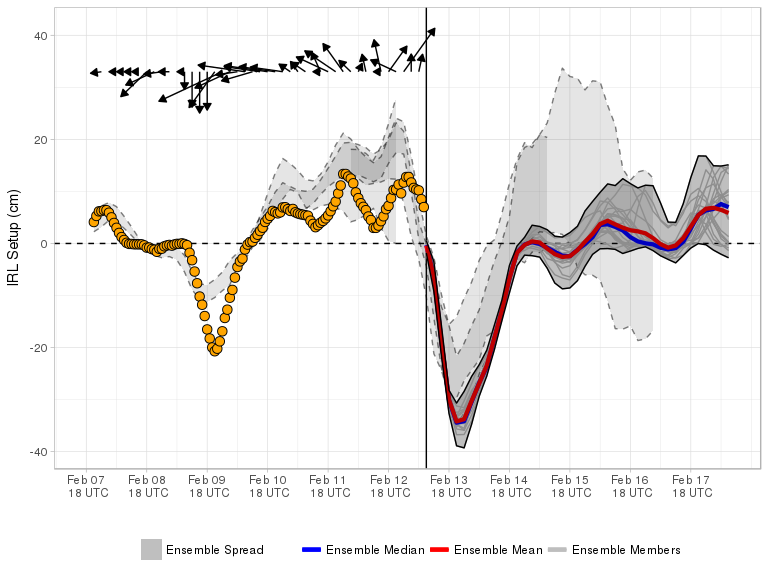 40
20
0
-20
-40
IRL Setup (cm)
Feb 07 Feb 08 Feb 09 Feb 10 Feb 11 Feb 12 Feb 13 Feb 14 Feb 15 Feb 16 Feb 17
18 UTC 18 UTC 18 UTC 18 UTC 18 UTC 18 UTC 18 UTC 18 UTC 18 UTC 18 UTC 18 UTC
Ensemble Spread Ensemble Median Ensemble Mean Ensemble Members